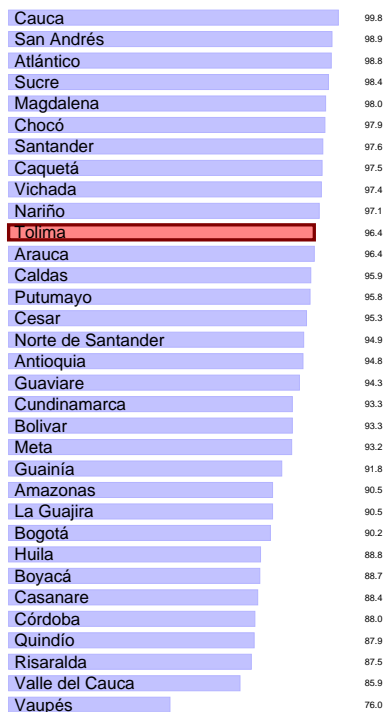 Cauca 99.8
San Andrés 98.9
Atlántico 98.8
Sucre 98.4
Magdalena 98.0
Chocó 97.9
Santander 97.6
Caquetá 97.5
Vichada 97.4
Nariño 97.1
Tolima 96.4
Arauca 96.4
Caldas 95.9
Putumayo 95.8
Cesar 95.3
Norte de Santander 94.9
Antioquia 94.8
Guaviare 94.3
Cundinamarca 93.3
Bolivar 93.3
Meta 93.2
Guainía 91.8
Amazonas 90.5
La Guajira 90.5
Bogotá 90.2
Huila 88.8
Boyacá 88.7
Casanare 88.4
Córdoba 88.0
Quindío 87.9
Risaralda 87.5
Valle del Cauca 85.9
Vaupés 76.0